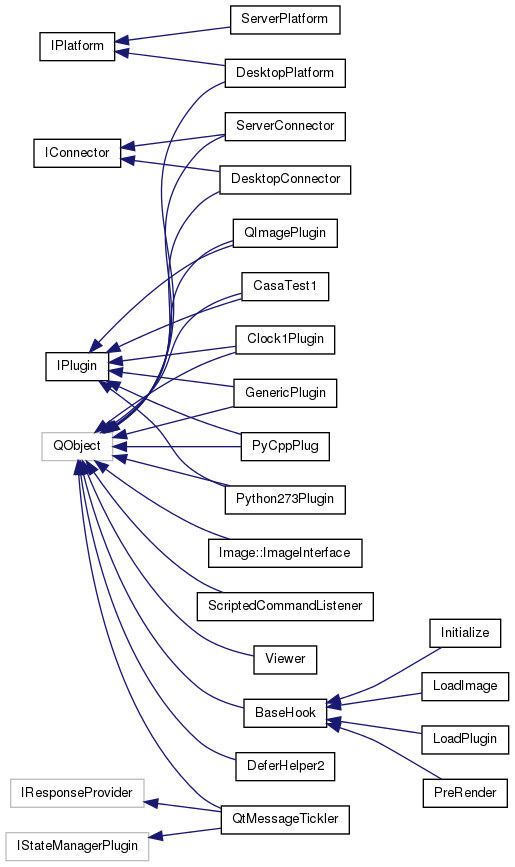 ServerPlatform
IPlatform
DesktopPlatform
ServerConnector
IConnector
DesktopConnector
QImagePlugin
CasaTest1
Clock1Plugin
IPlugin
GenericPlugin
QObject
PyCppPlug
Python273Plugin
Image::ImageInterface
ScriptedCommandListener
Initialize
Viewer
LoadImage
BaseHook
LoadPlugin
DeferHelper2
PreRender
IResponseProvider
QtMessageTickler
IStateManagerPlugin